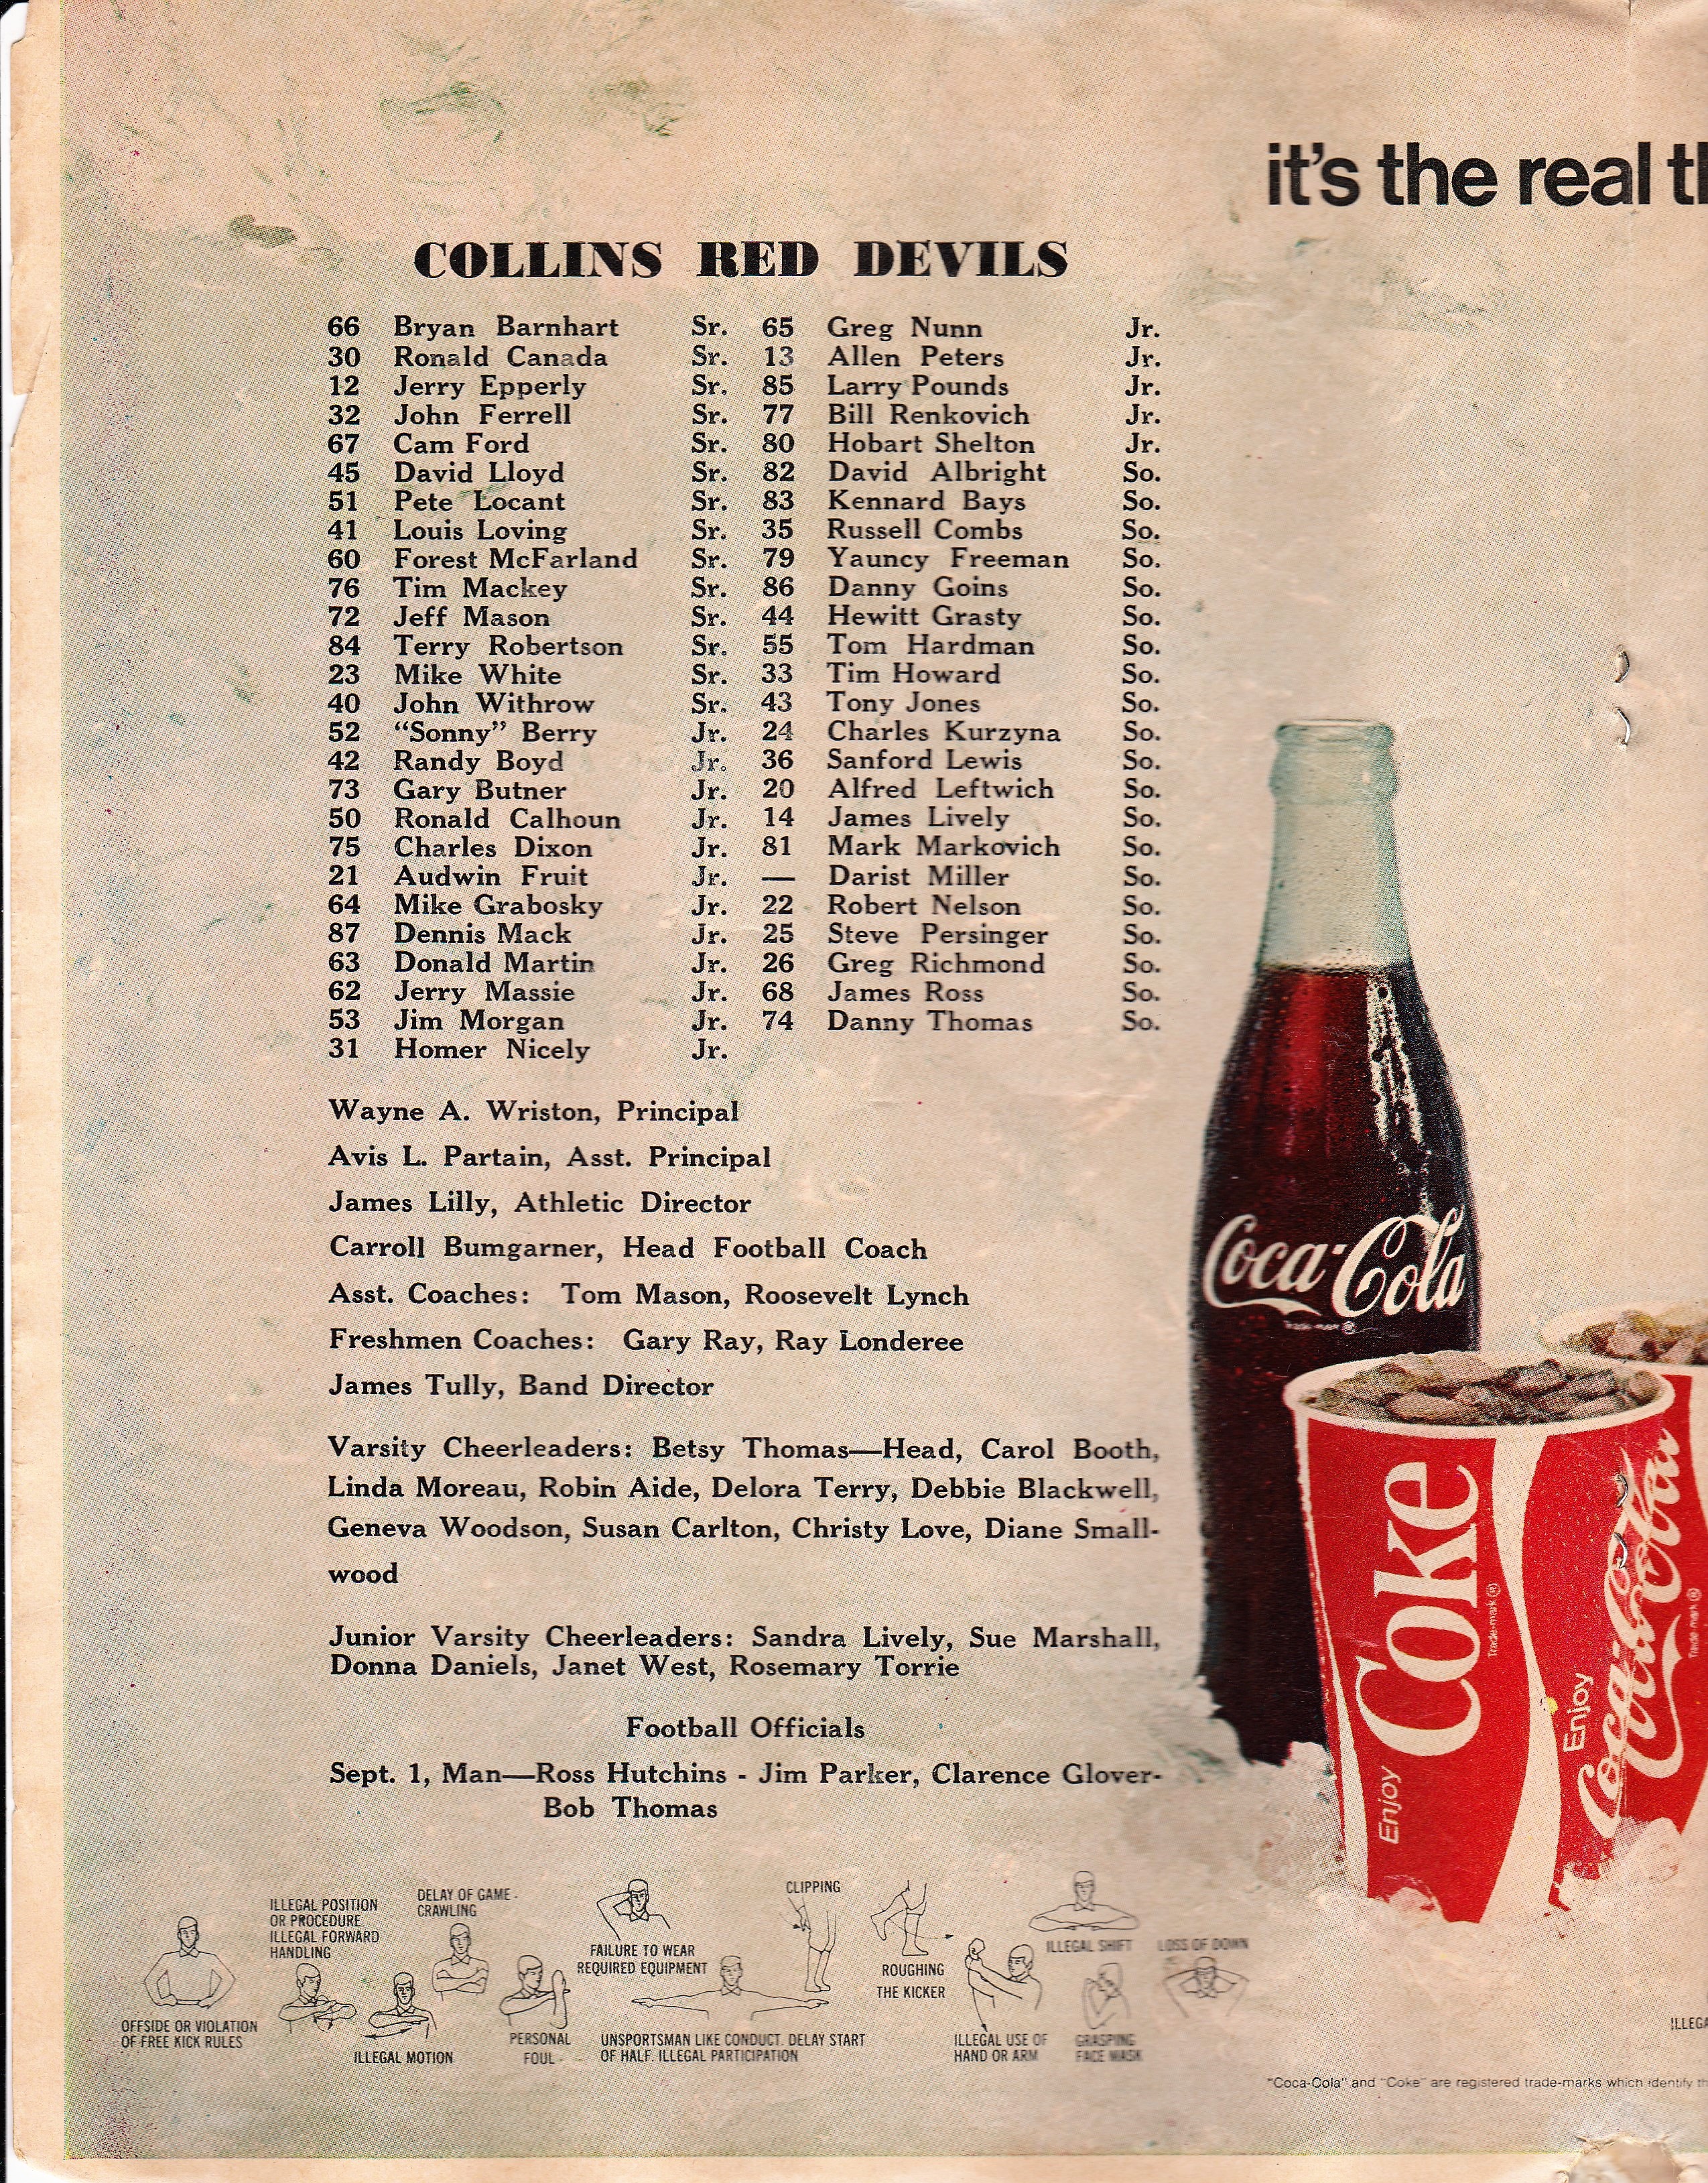 it's the real
COLLINS RED DEVILS
66 Bryan Barnhart Sr. 65 Greg Nunn Jr.
30 Ronald Canada Sr. 13 Allen Peters Jr.
12 Jerry Epperly Sr. 85 Larry Pounds Jr.
32 John Ferrell Sr. 77 Bill Renkovich Jr.
67 Cam Ford Sr. 80 Hobart Shelton Jr.
45 David Lloyd Sr. 82 David Albright So.
51 Pete Locant Sr. 83 Kennard Bays So.
41 Louis Loving Sr. 35 Russell Combs So.
60 Forest McFarland Sr. 79 Yauncy Freeman So.
76 Tim Mackey Sr. 86 Danny Goins So.
72 Jeff Mason Sr. 44 Hewitt Grasty So.
84 Terry Robertson Sr. 55 Tom Hardman So.
23 Mike White Sr. 33 Tim Howard So.
40 John Withrow Sr. 43 Tony Jones So.
52 “Sonny” Berry Jr. 24 Charles Kurzyna So.
42 Randy Boyd Jr. 36 Sanford Lewis So.
73 Gary Butner Jr. 20 Alfred Leftwich So.
50 Ronald Calhoun Jr. 14 James Lively So.
75 Charles Dixon Jr. 81 Mark Markovich So.
21 Audwin Fruit Jr. — Darist Miller So.
64 Mike Grabosky Jr. 22 Robert Nelson So.
87 Dennis Mack Jr. 25 Steve Persinger So.
63 Donald Martin Jr. 26 Greg Richmond So.
62 Jerry Massie Jr. 68 James Ross So.
53 Jim Morgan Jr. 74 Danny Thomas So.
31 Homer Nicely Jr.
Wayne A. Wriston, Principal
Avis L. Partain, Asst. Principal
James Lilly, Athletic Director
Carroll Bumgarner, Head Football Coach
Asst. Coaches: Tom Mason, Roosevelt Lynch
Freshmen Coaches: Gary Ray, Ray Londeree
James Tully, Band Director
Varsity Cheerleaders: Betsy Thomas—Head, Carol Booth,
Linda Moreau, Robin Aide, Delora Terry, Debbie Blackwell,
Geneva Woodson, Susan Carlton, Christy Love, Diane Small-
wood
Junior Varsity Cheerleaders: Sandra Lively, Sue Marshall,
Donna Daniels, Janet West, Rosemary Torrie
Football Officials
Sept. 1, Man—Ross Hutchins - Jim Parker, Clarence Glover-
Bob Thomas
Coca-Cola
Trade-mark ®
Enjoy
Coke
Trade-mark ®
Enjoy
Coca-Cola
Trade-mark ®
OFFSIDE OR VIOLATION
OF FREE KICK RULES
ILLEGAL POSITION
OR PROCEDURE
ILLEGAL FORWARD
HANDLING
ILLEGAL MOTION
DELAY OF GAME -
CRAWLING
PERSONAL
FOUL
FAILURE TO WEAR
REQUIRED EQUIPMENT
UNSPORTSMAN LIKE CONDUCT. DELAY START
OF HALF. ILLEGAL PARTICIPATION
CLIPPING
ROUGHING
THE KICKER
ILLEGAL USE OF
HAND OR ARM
ILLEGAL SHIFT
GRASPING
FACE MASK
LOSS OF DOWN
"Coca-Cola" and "Coke" are registered trade-marks which identify